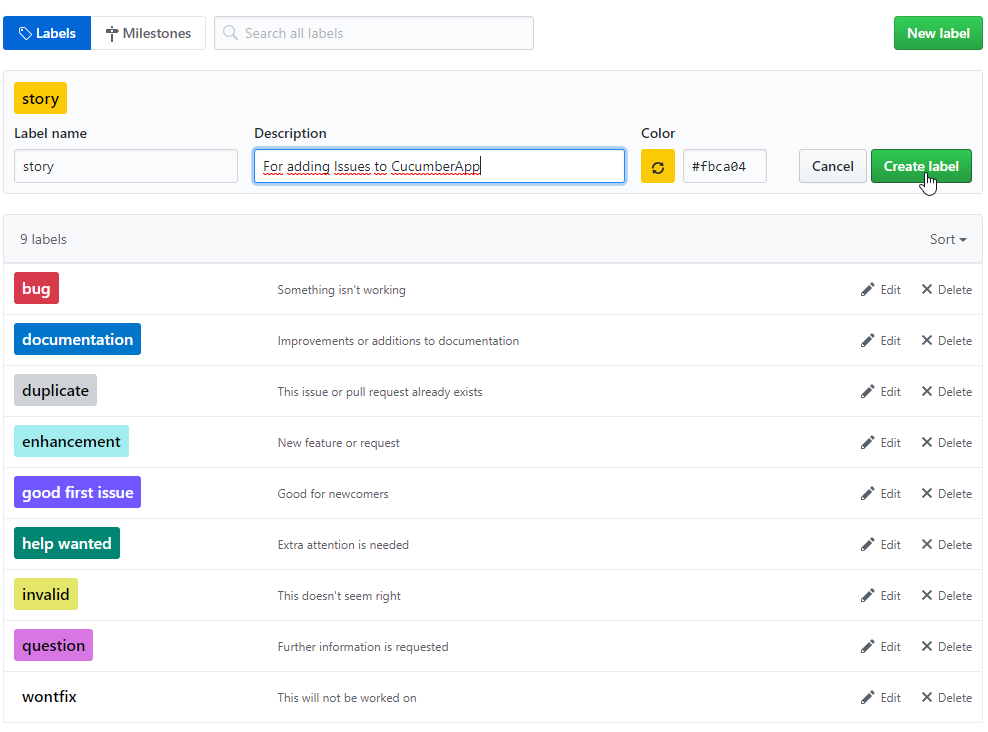 Labels Milestones Search all labels New label
story
Label name Description Color
story For adding Issues to CucumberApp #fbca04 Cancel Create label
9 labels Sort
bug Something isn't working Edit Delete
documentation Improvements or additions to documentation Edit Delete
duplicate This issue or pull request already exists Edit Delete
enhancement New feature or request Edit Delete
good first issue Good for newcomers Edit Delete
help wanted Extra attention is needed Edit Delete
invalid This doesn't seem right Edit Delete
question Further information is requested Edit Delete
wontfix This will not be worked on Edit Delete